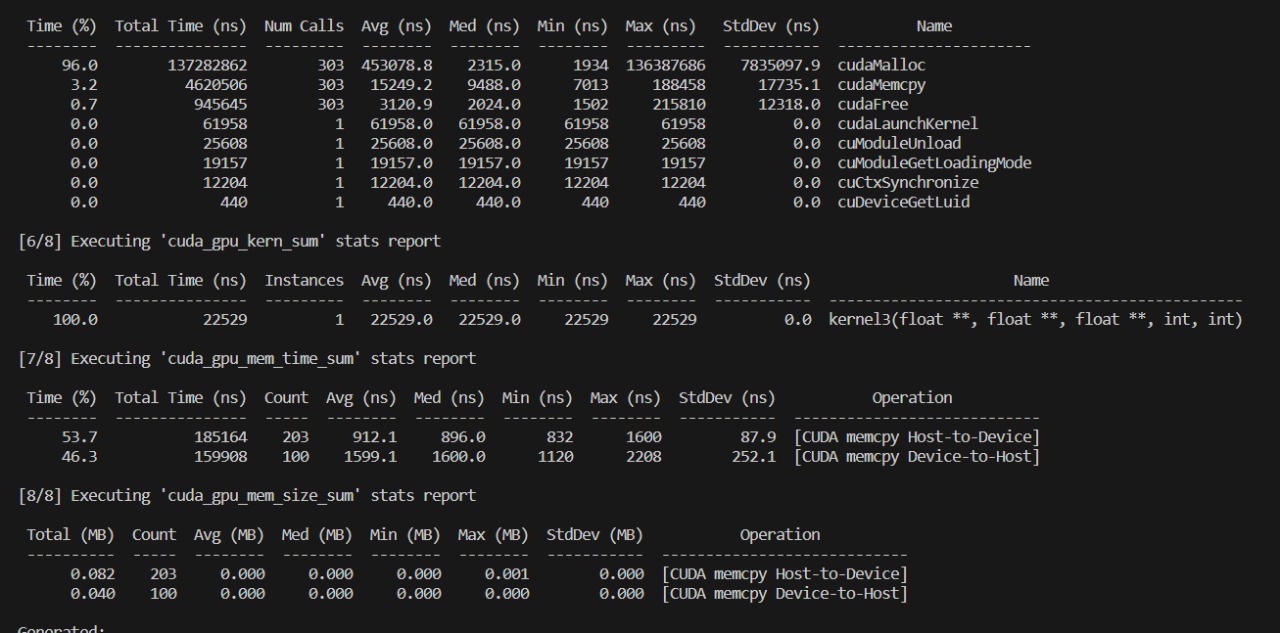 Time (%)  Total Time (ns)  Num Calls  Avg (ns)  Med (ns)  Min (ns)  Max (ns)   StdDev (ns)           Name
--------  ---------------  ---------  --------  --------  --------  ---------  -----------  ----------------------
96.0        137282862        303  453078.8    2315.0      1934  136387686    7835097.9  cudaMalloc
3.2          4620506        303   15249.2    9488.0      7013     188458      17735.1  cudaMemcpy
0.7           945645        303    3120.9    2024.0      1502     215810      12318.0  cudaFree
0.0            61958          1   61958.0   61958.0     61958      61958          0.0  cudaLaunchKernel
0.0            25608          1   25608.0   25608.0     25608      25608          0.0  cuModuleUnload
0.0            19157          1   19157.0   19157.0     19157      19157          0.0  cuModuleGetLoadingMode
0.0            12204          1   12204.0   12204.0     12204      12204          0.0  cuCtxSynchronize
0.0              440          1     440.0     440.0       440        440          0.0  cuDeviceGetLuid
[6/8] Executing 'cuda_gpu_kern_sum' stats report
Time (%)  Total Time (ns)  Instances  Avg (ns)  Med (ns)  Min (ns)  Max (ns)  StdDev (ns)                      Name
--------  ---------------  ---------  --------  --------  --------  --------  -----------  -----------------------------------------------
100.0            22529          1   22529.0   22529.0     22529     22529          0.0  kernel3(float **, float **, float **, int, int)
[7/8] Executing 'cuda_gpu_mem_time_sum' stats report
Time (%)  Total Time (ns)  Count  Avg (ns)  Med (ns)  Min (ns)  Max (ns)  StdDev (ns)           Operation
--------  ---------------  -----  --------  --------  --------  --------  -----------  ----------------------------
53.7           185164    203     912.1     896.0       832      1600         87.9  [CUDA memcpy Host-to-Device]
46.3           159908    100    1599.1    1600.0      1120      2208        252.1  [CUDA memcpy Device-to-Host]
[8/8] Executing 'cuda_gpu_mem_size_sum' stats report
Total (MB)  Count  Avg (MB)  Med (MB)  Min (MB)  Max (MB)  StdDev (MB)           Operation
----------  -----  --------  --------  --------  --------  -----------  ----------------------------
0.082    203     0.000     0.000     0.000     0.001        0.000  [CUDA memcpy Host-to-Device]
0.040    100     0.000     0.000     0.000     0.000        0.000  [CUDA memcpy Device-to-Host]
Generated: